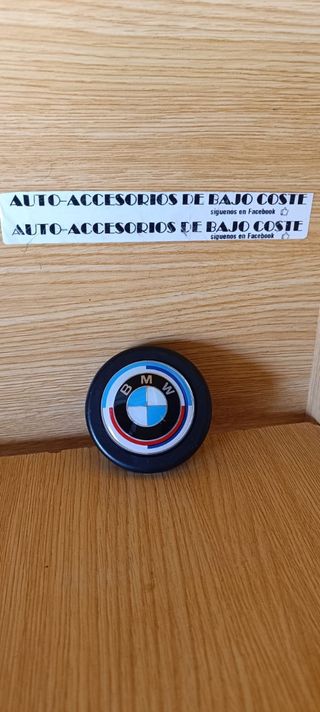 AUTO-ACCESORIOS DE BAJO COSTE
siguenos en Facebook
AUTO-ACCESORIOS DE BAJO COSTE
siguenos en Facebook
BMW